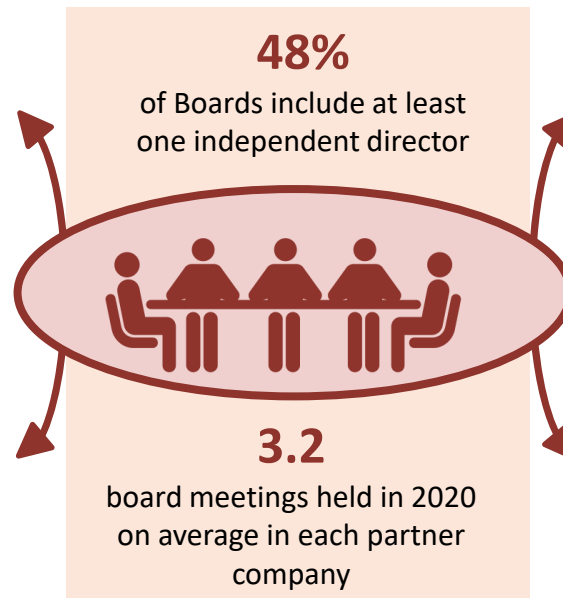 48%
of Boards include at least
one independent director
3.2
board meetings held in 2020
on average in each partner
company